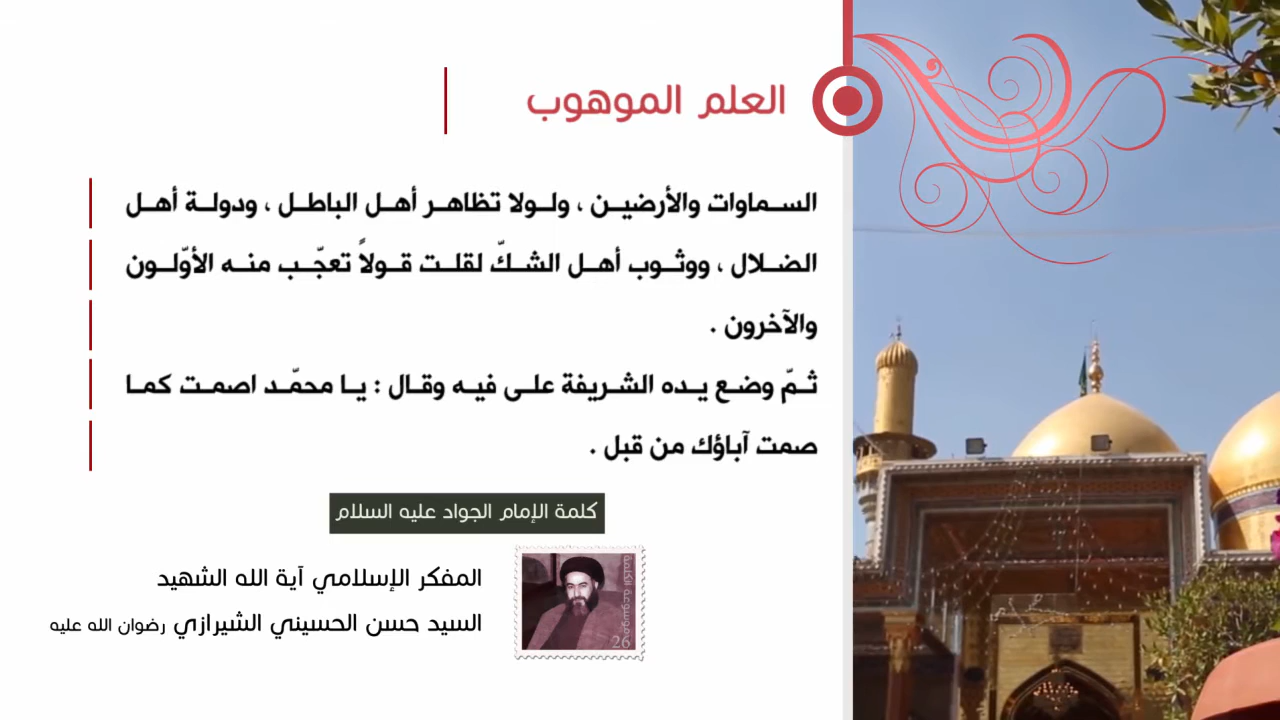 العلم الموهوب
السماوات والأرضين ، ولولا تظاهر أهل الباطل ، ودولة أهل
الضلال ، ووثوب أهل الشكّ لقلت قولاً تعجّب منه الأوّلون
والآخرون .
ثمّ وضع يده الشريفة على فيه وقال : يا محمّد اصمت كما
صمت آباؤك من قبل .
كلمة الإمام الجواد عليه السلام
المفكر الإسلامي آية الله الشهيد
السيد حسن الحسيني الشيرازي رضوان الله عليه
موسوعة الكلمة
26